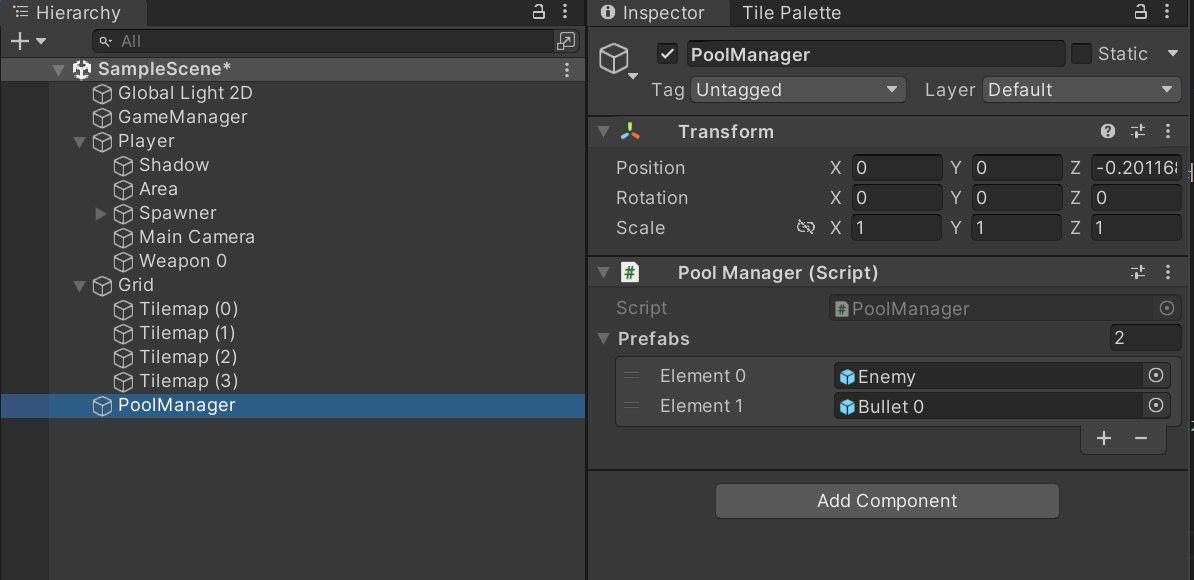 Hierarchy
All
SampleScene*
Global Light 2D
GameManager
Player
Shadow
Area
Spawner
Main Camera
Weapon 0
Grid
Tilemap (0)
Tilemap (1)
Tilemap (2)
Tilemap (3)
PoolManager
Inspector Tile Palette
PoolManager Static
Tag Untagged Layer Default
Transform
Position X 0 Y 0 Z -0.20116
Rotation X 0 Y 0 Z 0
Scale X 1 Y 1 Z 1
# Pool Manager (Script)
Script # PoolManager
Prefabs 2
Element 0 Enemy
Element 1 Bullet 0
+ −
Add Component